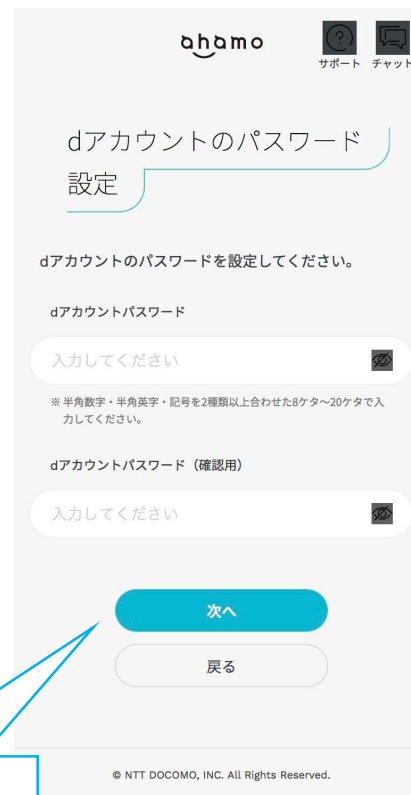 ahamo
サポート チャット
dアカウントのパスワード
設定
dアカウントのパスワードを設定してください。
dアカウントパスワード
入力してください
※ 半角数字・半角英字・記号を2種類以上合わせた8ケタ～20ケタで入
力してください。
dアカウントパスワード（確認用）
入力してください
次へ
戻る
© NTT DOCOMO, INC. All Rights Reserved.